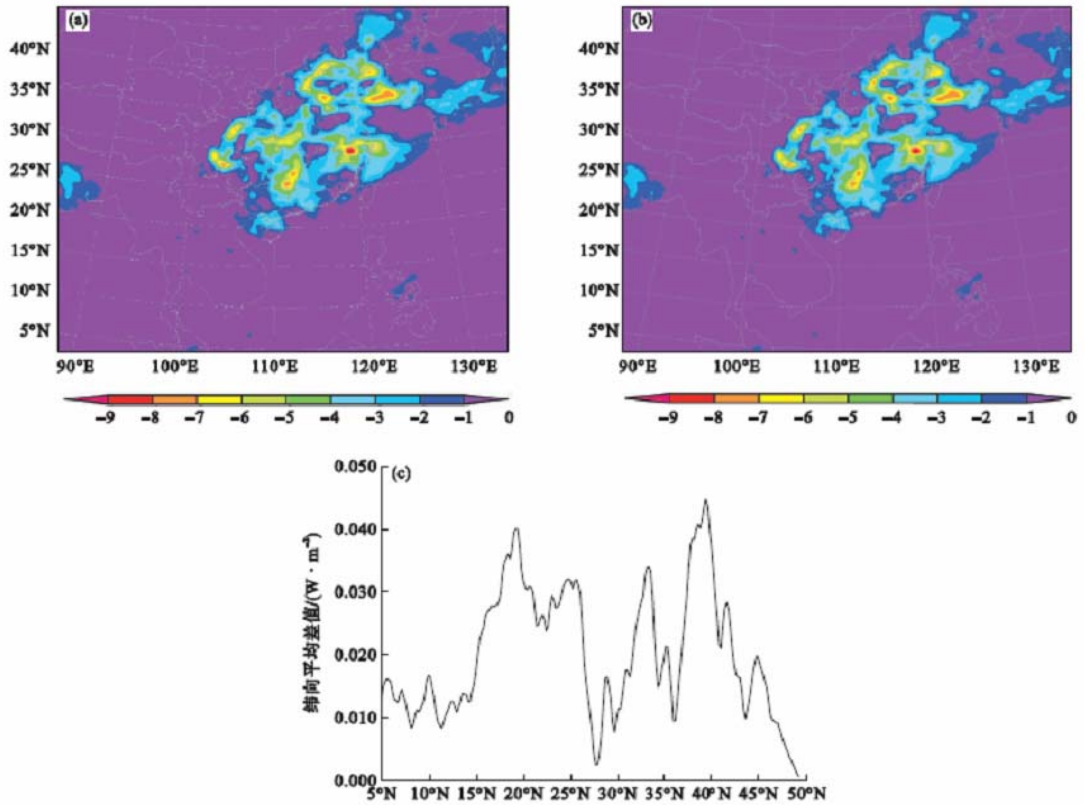 (a)
40°N
35°N
30°N
25°N
20°N
15°N
10°N
5°N
90°E 100°E 110°E 120°E 130°E
−9 −8 −7 −6 −5 −4 −3 −2 −1 0
(b)
40°N
35°N
30°N
25°N
20°N
15°N
10°N
5°N
90°E 100°E 110°E 120°E 130°E
−9 −8 −7 −6 −5 −4 −3 −2 −1 0
(c)
纬向平均差值/(W · m⁻²)
0.050
0.040
0.030
0.020
0.010
0.000
5°N 10°N 15°N 20°N 25°N 30°N 35°N 40°N 45°N 50°N